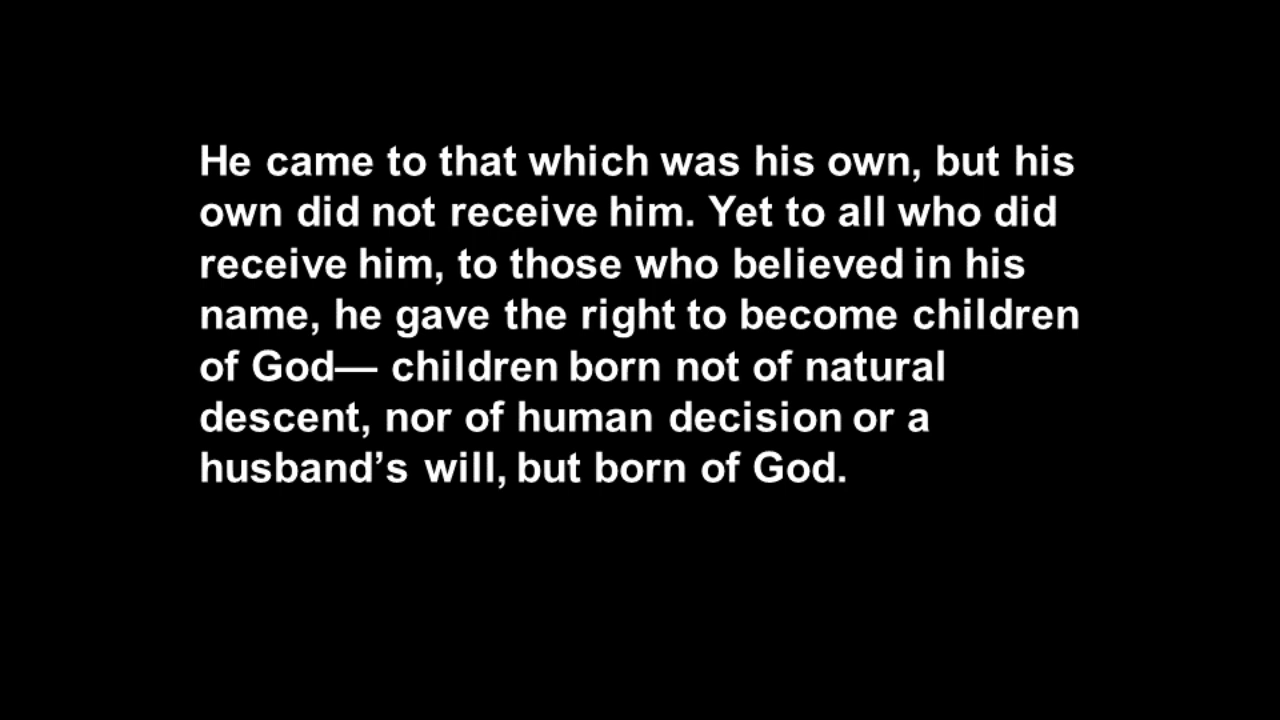 He came to that which was his own, but his
own did not receive him. Yet to all who did
receive him, to those who believed in his
name, he gave the right to become children
of God— children born not of natural
descent, nor of human decision or a
husband’s will, but born of God.